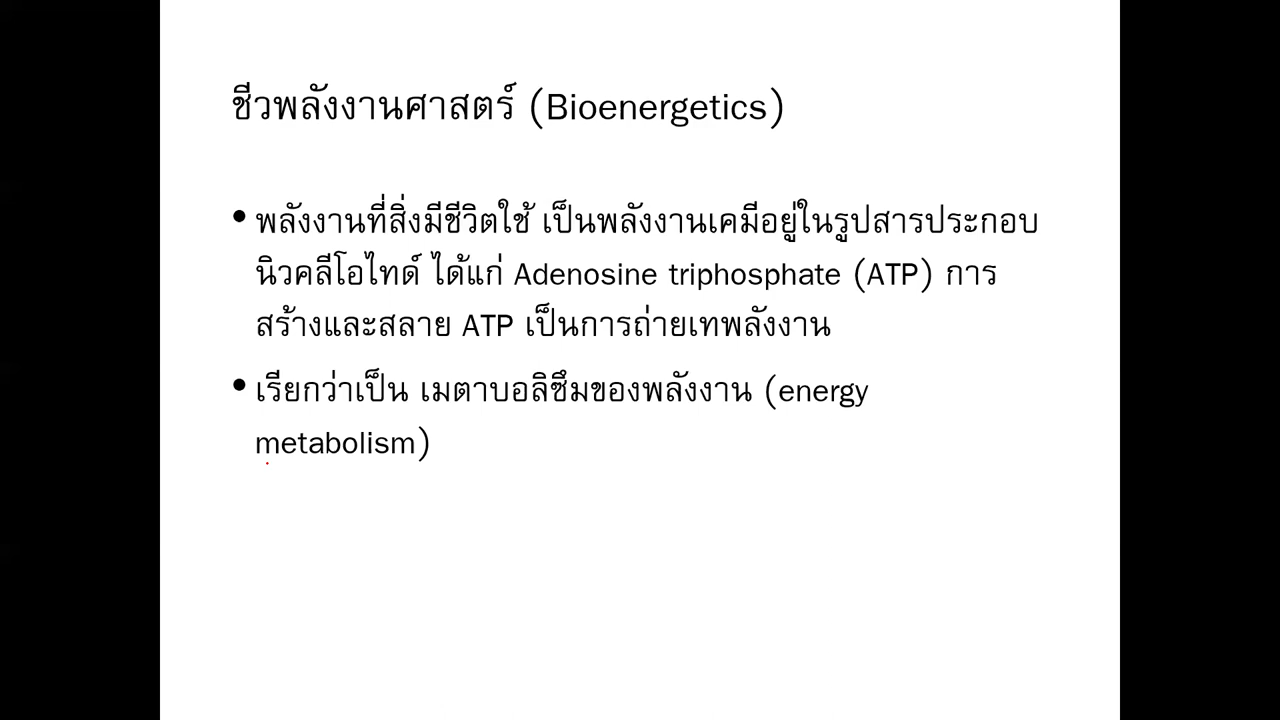 ชีวพลังงานศาสตร์ (Bioenergetics)
• พลังงานที่สิ่งมีชีวิตใช้ เป็นพลังงานเคมีอยู่ในรูปสารประกอบ
นิวคลีโอไทด์ ได้แก่ Adenosine triphosphate (ATP) การ
สร้างและสลาย ATP เป็นการถ่ายเทพลังงาน
• เรียกว่าเป็น เมตาบอลิซึมของพลังงาน (energy
metabolism)